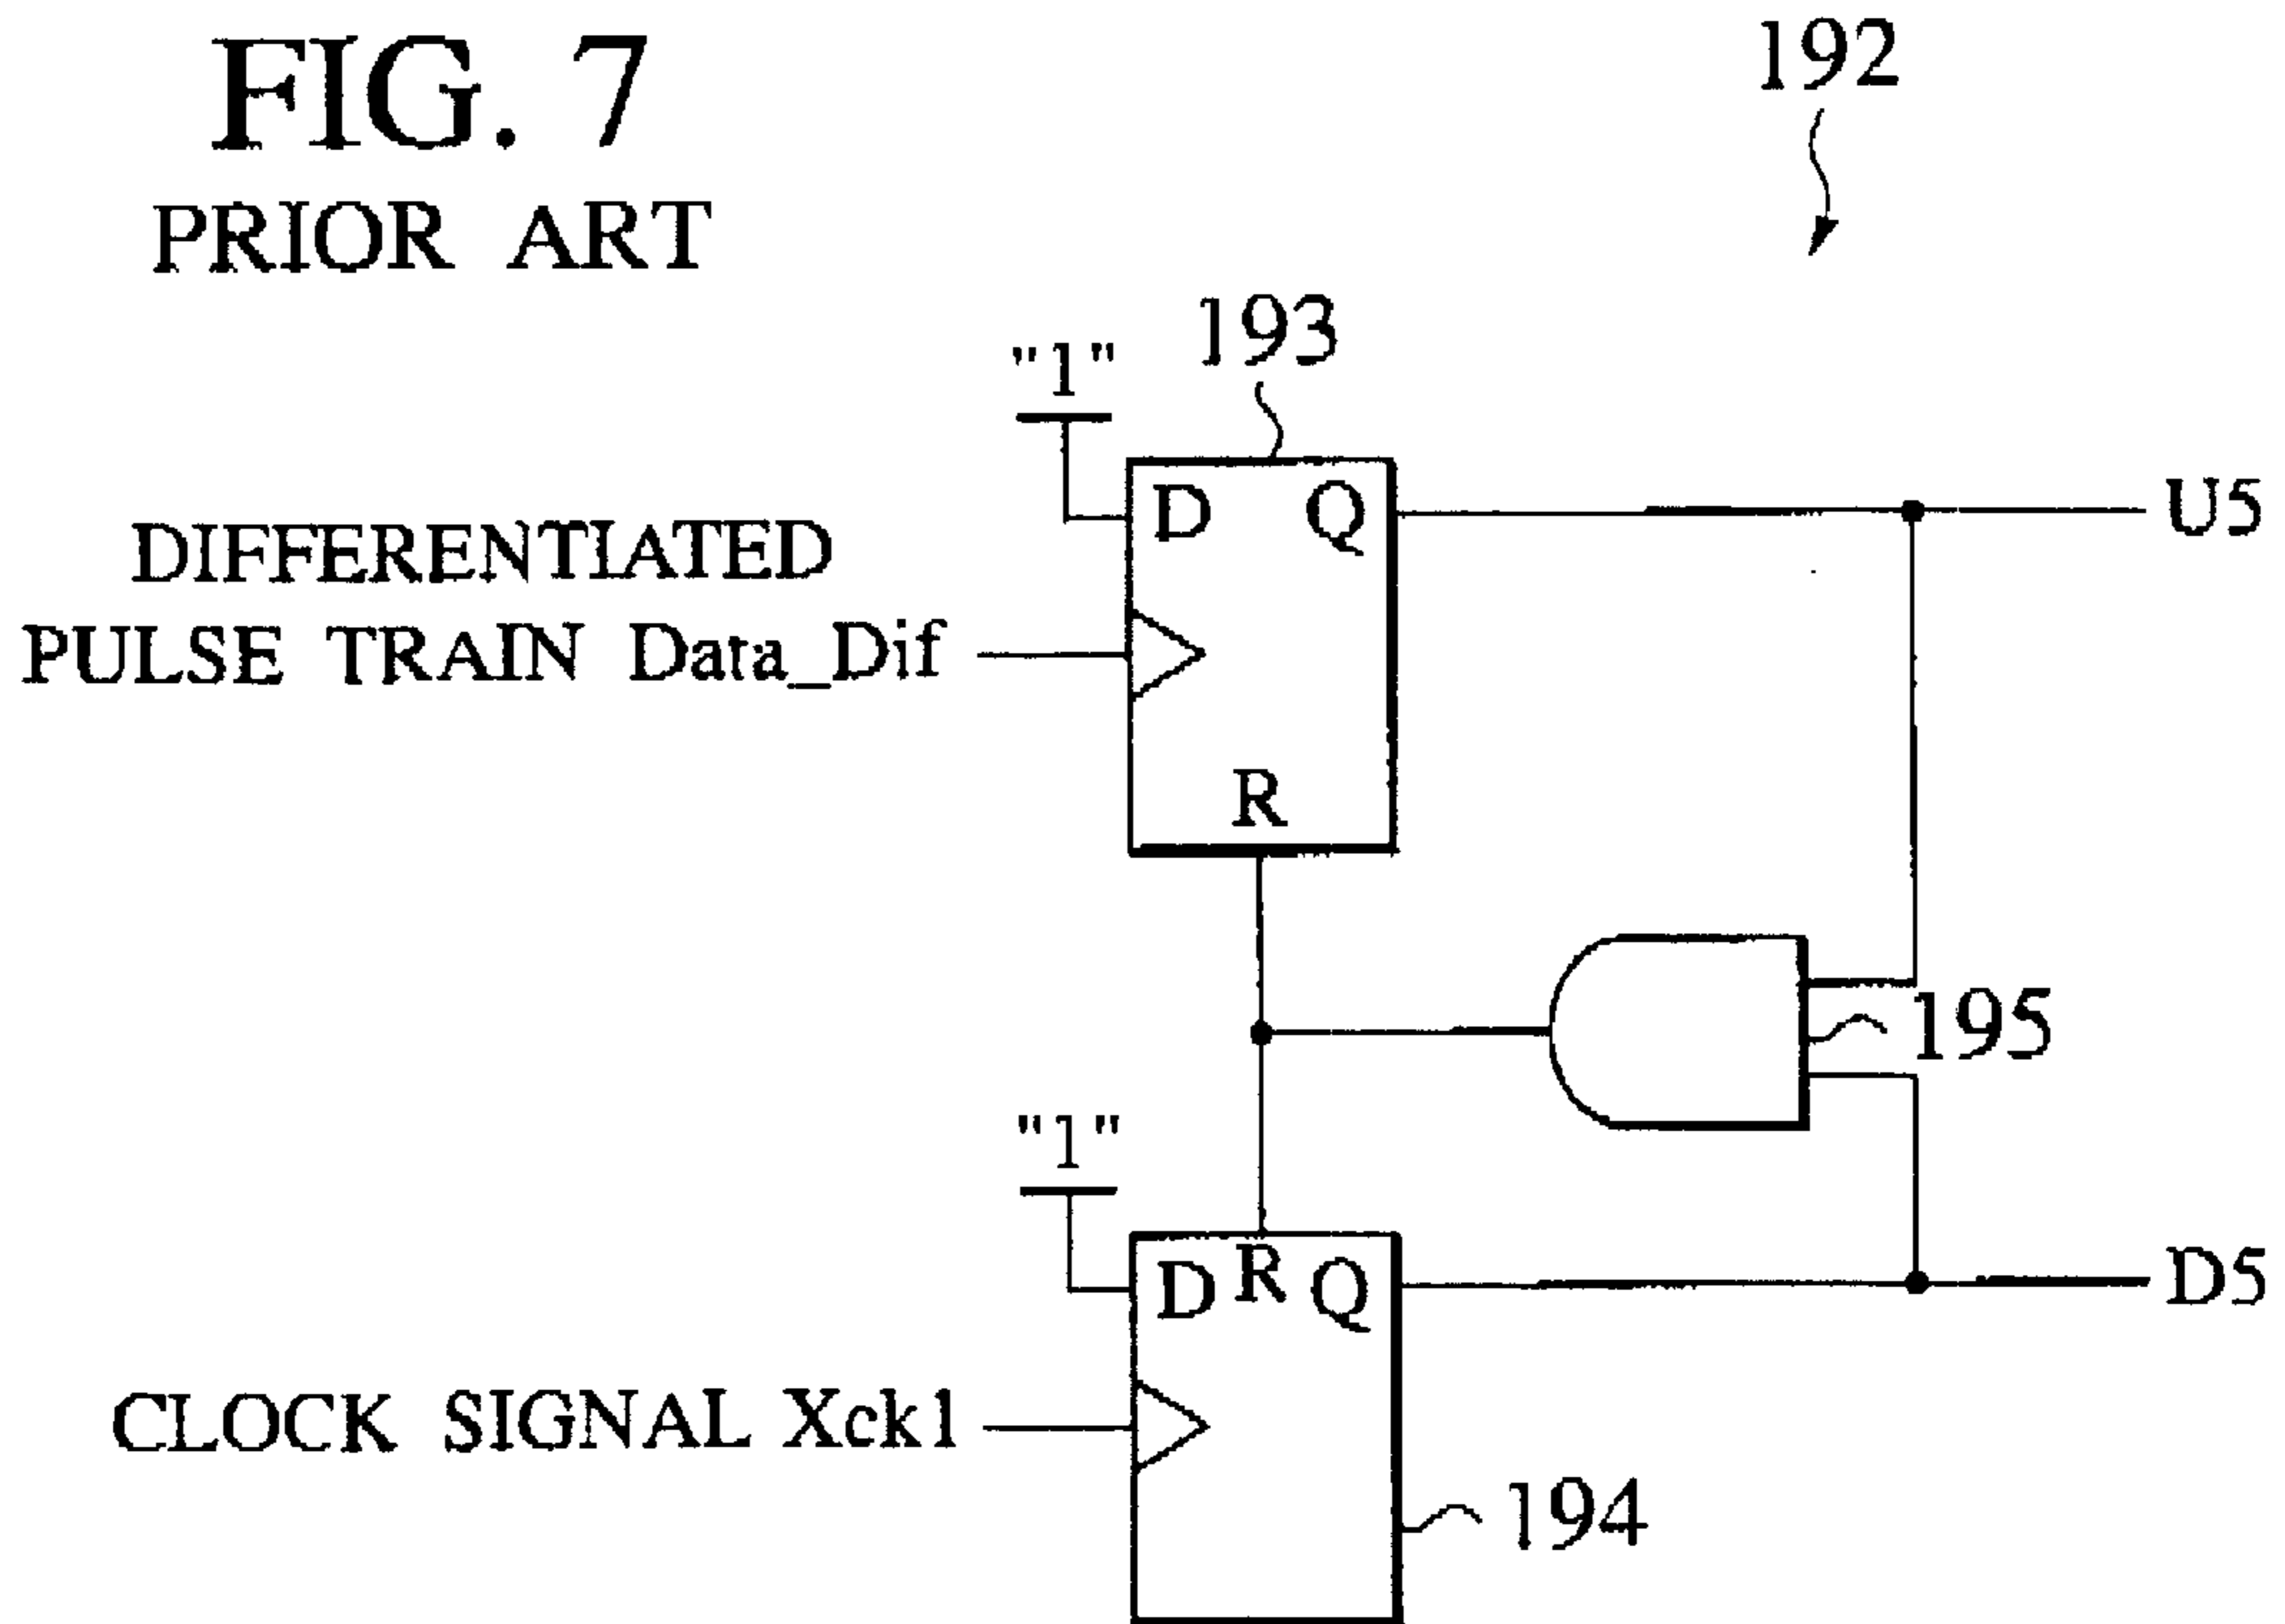 FIG. 7
PRIOR ART
192
193
"1"
D Q
U5
DIFFERENTIATED
PULSE TRAIN Data_Dif
R
195
"1"
D R Q
D5
CLOCK SIGNAL Xck1
194